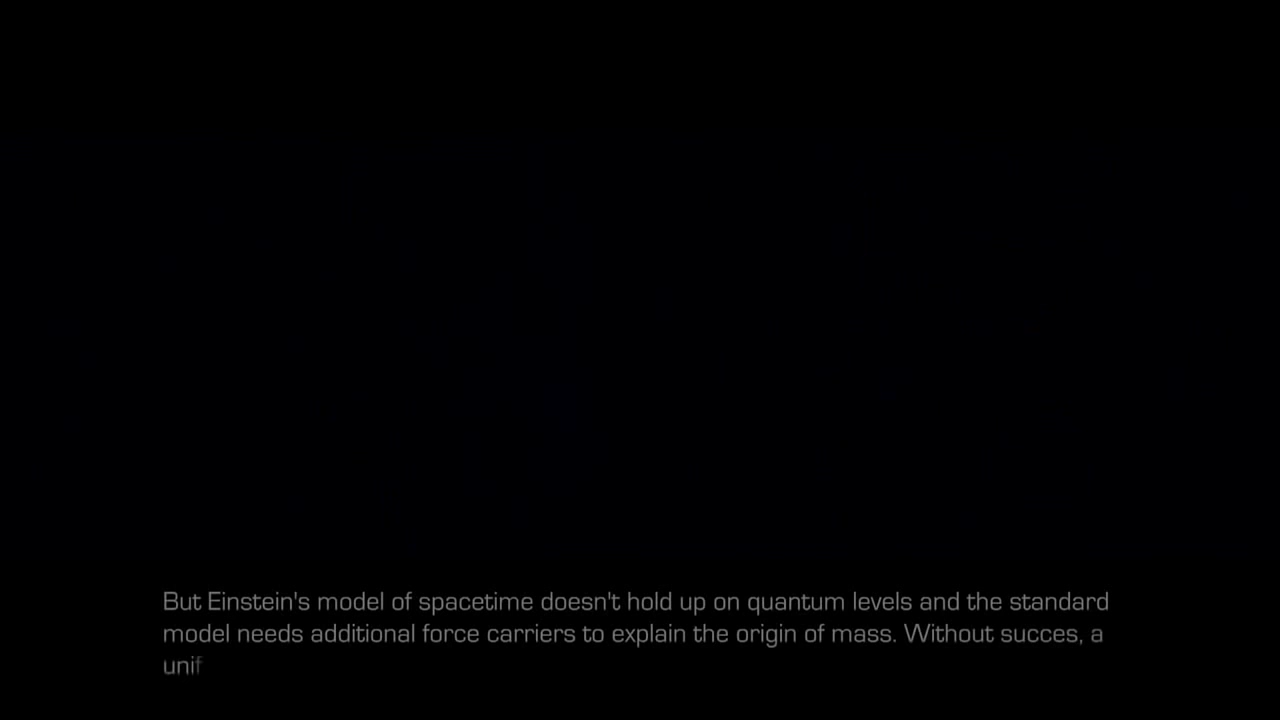 But Einstein's model of spacetime doesn't hold up on quantum levels and the standard
model needs additional force carriers to explain the origin of mass. Without succes, a
unif